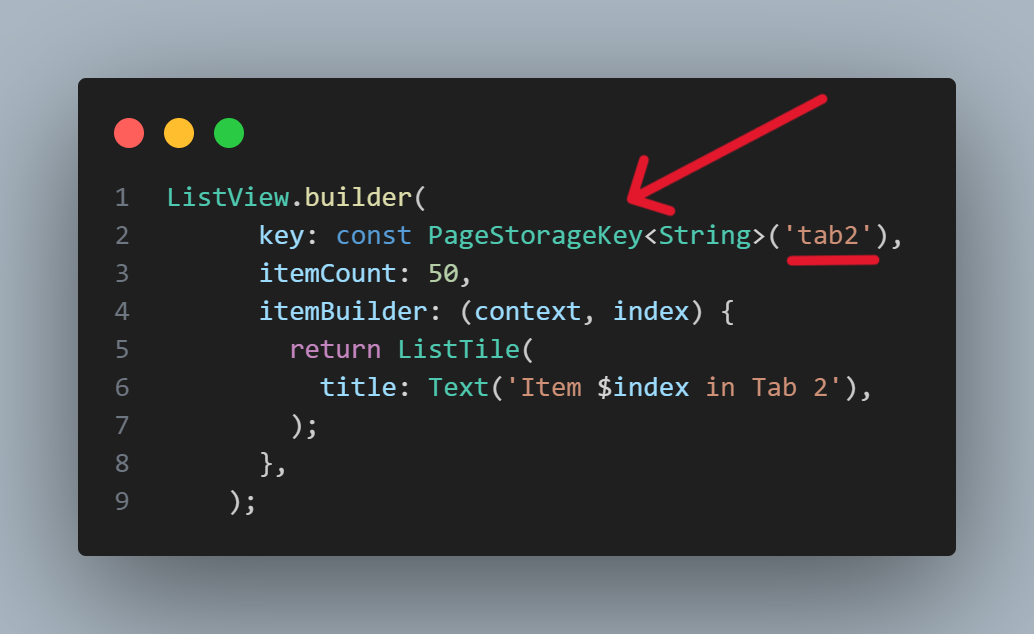 1 ListView.builder(
2 key: const PageStorageKey<String>('tab2'),
3 itemCount: 50,
4 itemBuilder: (context, index) {
5 return ListTile(
6 title: Text('Item $index in Tab 2'),
7 );
8 },
9 );